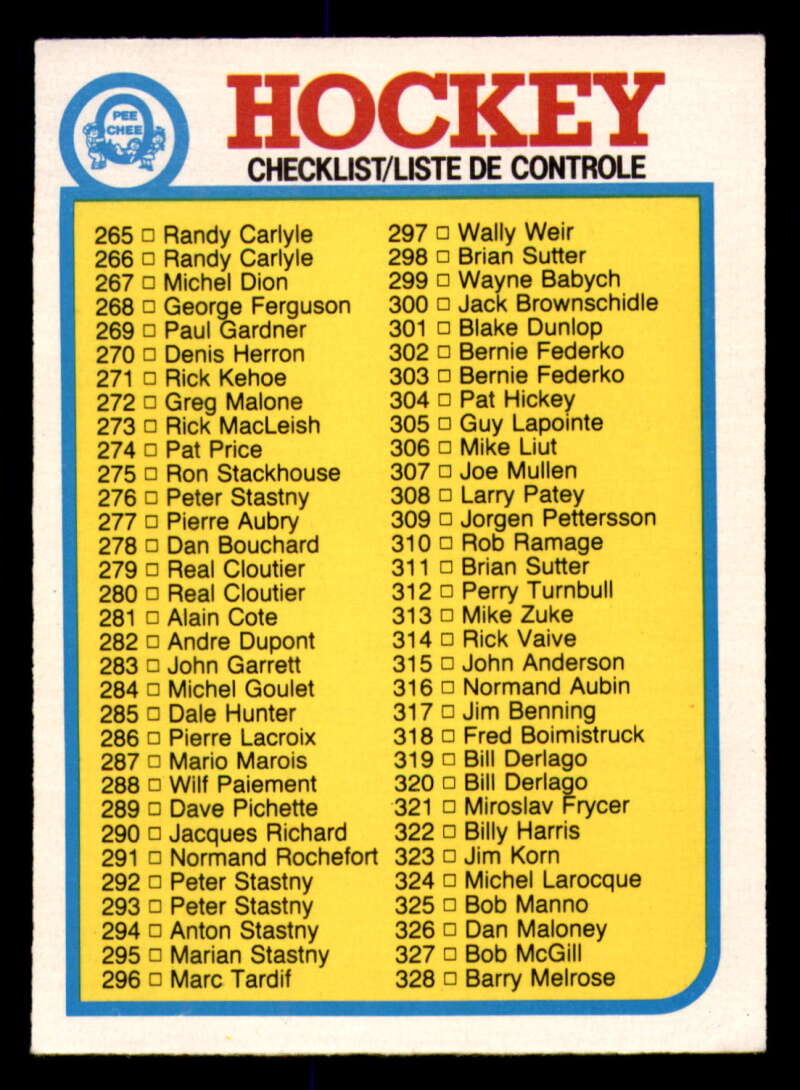 O
PEE
CHEE
HOCKEY
CHECKLIST/LISTE DE CONTROLE
265 □ Randy Carlyle
266 □ Randy Carlyle
267 □ Michel Dion
268 □ George Ferguson
269 □ Paul Gardner
270 □ Denis Herron
271 □ Rick Kehoe
272 □ Greg Malone
273 □ Rick MacLeish
274 □ Pat Price
275 □ Ron Stackhouse
276 □ Peter Stastny
277 □ Pierre Aubry
278 □ Dan Bouchard
279 □ Real Cloutier
280 □ Real Cloutier
281 □ Alain Cote
282 □ Andre Dupont
283 □ John Garrett
284 □ Michel Goulet
285 □ Dale Hunter
286 □ Pierre Lacroix
287 □ Mario Marois
288 □ Wilf Paiement
289 □ Dave Pichette
290 □ Jacques Richard
291 □ Normand Rochefort
292 □ Peter Stastny
293 □ Peter Stastny
294 □ Anton Stastny
295 □ Marian Stastny
296 □ Marc Tardif
297 □ Wally Weir
298 □ Brian Sutter
299 □ Wayne Babych
300 □ Jack Brownschidle
301 □ Blake Dunlop
302 □ Bernie Federko
303 □ Bernie Federko
304 □ Pat Hickey
305 □ Guy Lapointe
306 □ Mike Liut
307 □ Joe Mullen
308 □ Larry Patey
309 □ Jorgen Pettersson
310 □ Rob Ramage
311 □ Brian Sutter
312 □ Perry Turnbull
313 □ Mike Zuke
314 □ Rick Vaive
315 □ John Anderson
316 □ Normand Aubin
317 □ Jim Benning
318 □ Fred Boimistruck
319 □ Bill Derlago
320 □ Bill Derlago
321 □ Miroslav Frycer
322 □ Billy Harris
323 □ Jim Korn
324 □ Michel Larocque
325 □ Bob Manno
326 □ Dan Maloney
327 □ Bob McGill
328 □ Barry Melrose